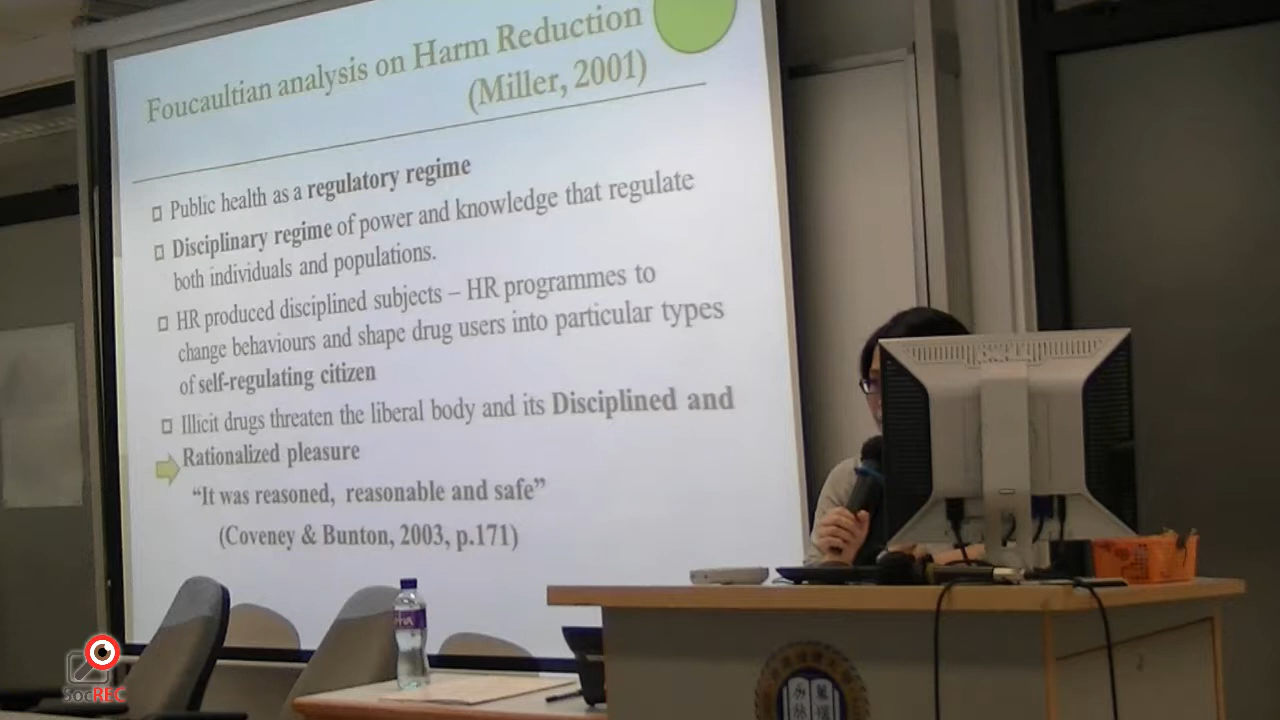 Foucaultian analysis on Harm Reduction
(Miller, 2001)
Public health as a regulatory regime
Disciplinary regime of power and knowledge that regulate
both individuals and populations.
HR produced disciplined subjects – HR programmes to
change behaviours and shape drug users into particular types
of self-regulating citizen
Illicit drugs threaten the liberal body and its Disciplined and
Rationalized pleasure
“It was reasoned, reasonable and safe”
(Coveney & Bunton, 2003, p.171)
SocREC